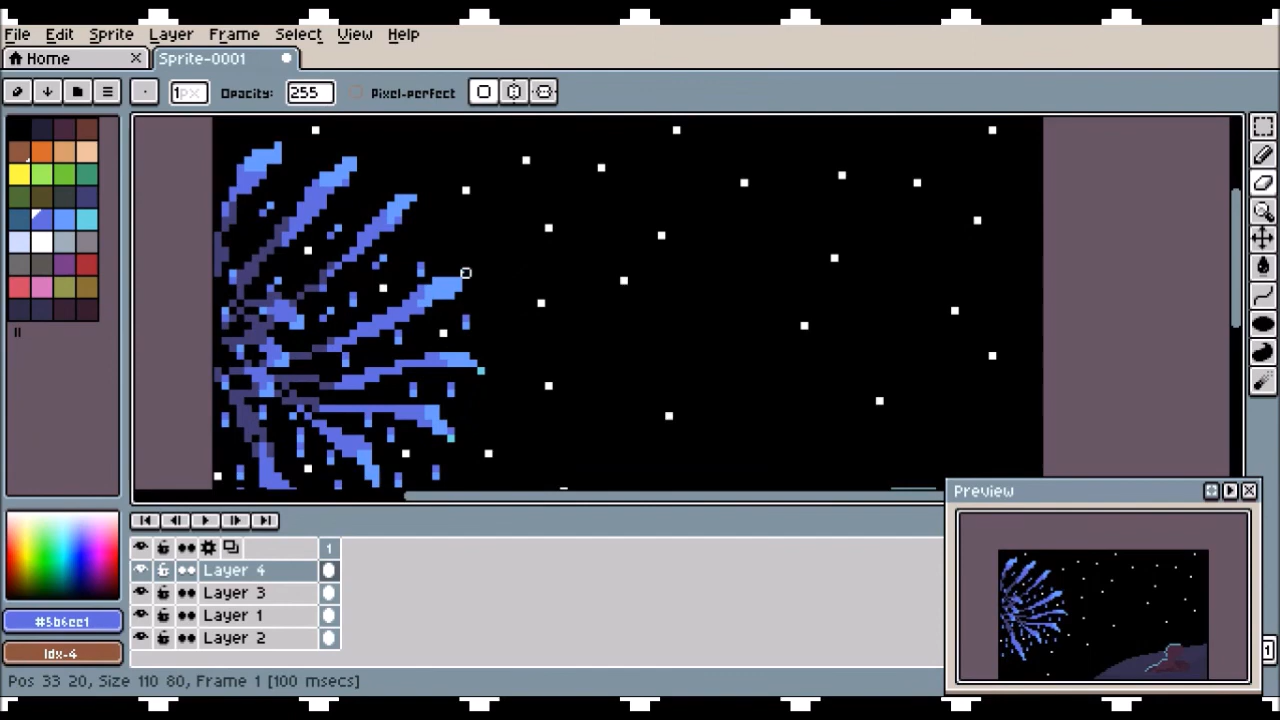 File Edit Sprite Layer Frame Select View Help
Home Sprite-0001
1px Opacity: 255 Pixel-perfect
Preview
1
Layer 4
Layer 3
Layer 1
Layer 2
#5b6ee1
Idx-4
1
Pos 33 20, Size 110 80, Frame 1 [100 msecs]